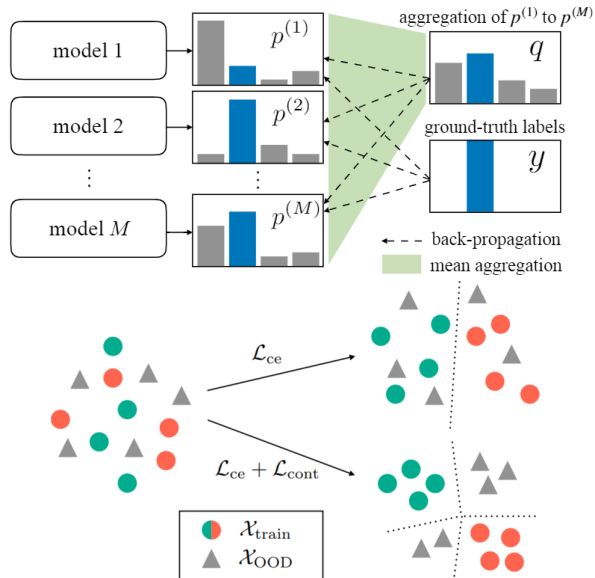 aggregation of p⁽¹⁾ to p⁽ᴹ⁾
model 1
p⁽¹⁾
q
model 2
p⁽²⁾
ground-truth labels
y
⋮
⋮
model M
p⁽ᴹ⁾
back-propagation
mean aggregation
ℒce
ℒce + ℒcont
𝒳train
𝒳OOD